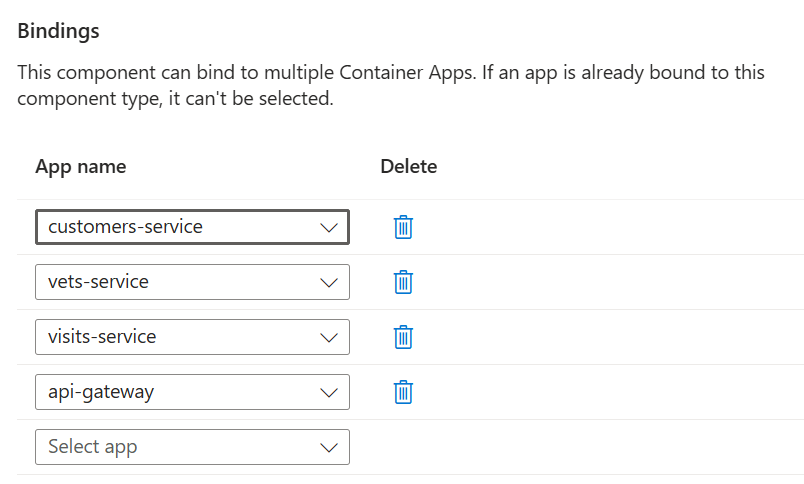 Bindings
This component can bind to multiple Container Apps. If an app is already bound to this
component type, it can't be selected.
App name Delete
customers-service
vets-service
visits-service
api-gateway
Select app